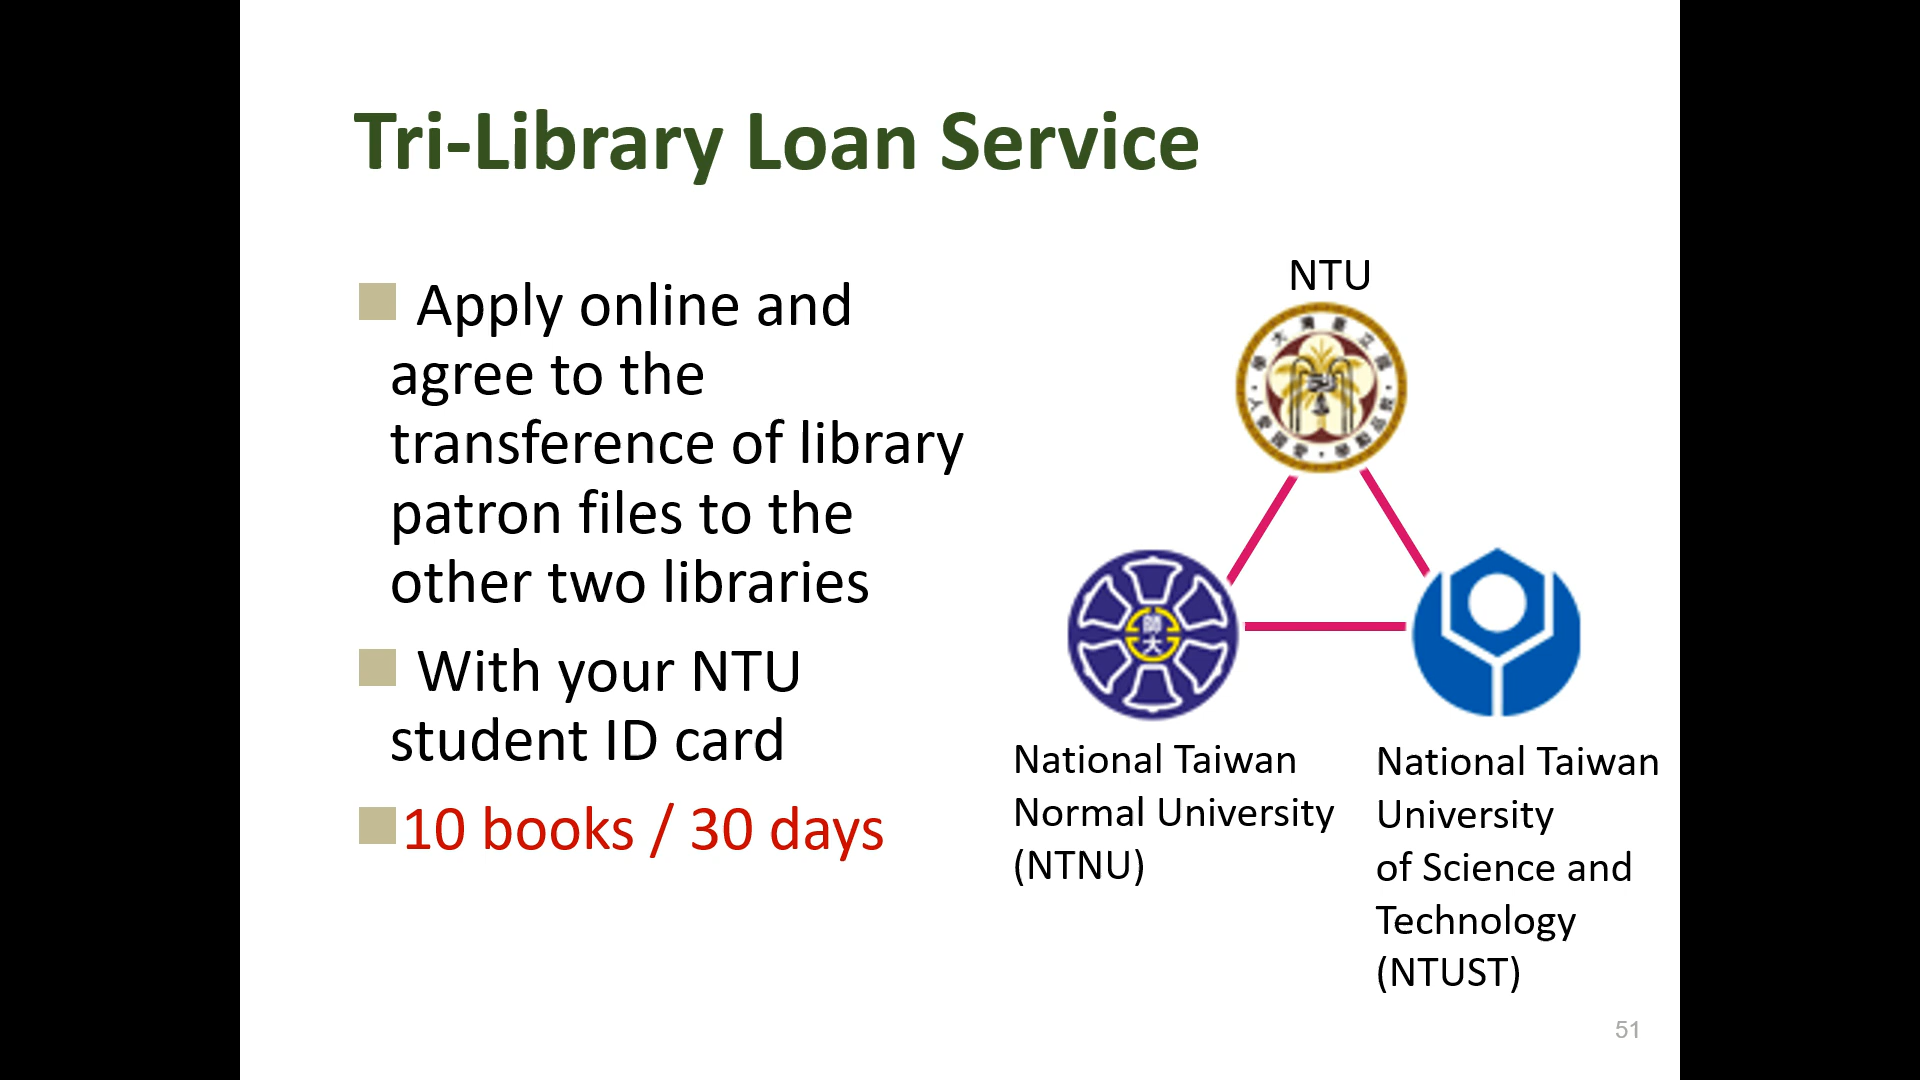 Tri-Library Loan Service
Apply online and
agree to the
transference of library
patron files to the
other two libraries
With your NTU
student ID card
10 books / 30 days
NTU
師大
National Taiwan
Normal University
(NTNU)
National Taiwan
University
of Science and
Technology
(NTUST)
51